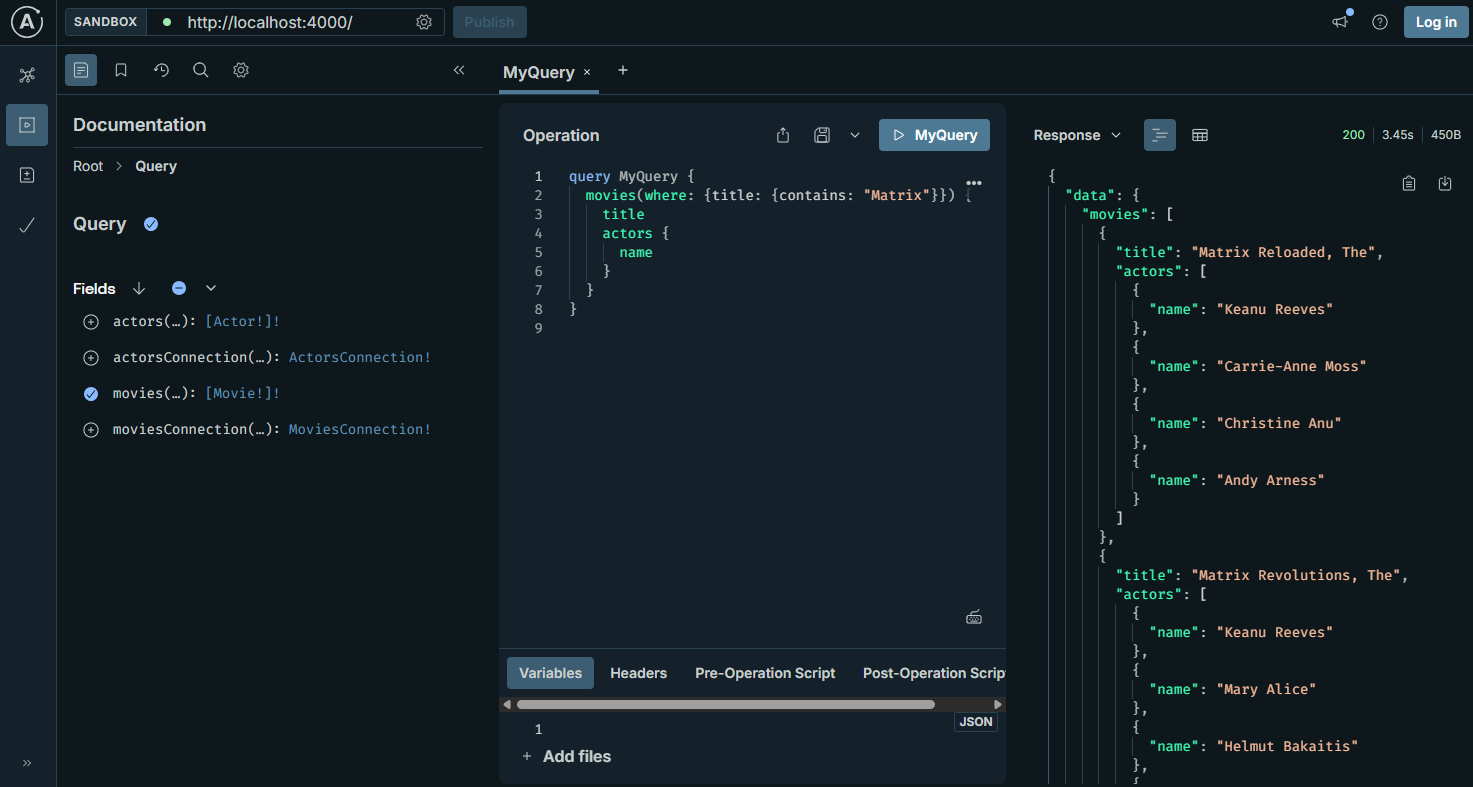 SANDBOX
http://localhost:4000/
Publish
Log in
Documentation
Root > Query
Query
Fields
actors(…): [Actor!]!
actorsConnection(…): ActorsConnection!
movies(…): [Movie!]!
moviesConnection(…): MoviesConnection!
MyQuery × +
Operation
MyQuery
1 query MyQuery {
2 movies(where: {title: {contains: "Matrix"}}) {
3 title
4 actors {
5 name
6 }
7 }
8 }
9
Variables Headers Pre-Operation Script Post-Operation Scrip
JSON
1
+ Add files
Response
200 3.45s 450B
{
"data": {
"movies": [
{
"title": "Matrix Reloaded, The",
"actors": [
{
"name": "Keanu Reeves"
},
{
"name": "Carrie-Anne Moss"
},
{
"name": "Christine Anu"
},
{
"name": "Andy Arness"
}
]
},
{
"title": "Matrix Revolutions, The",
"actors": [
{
"name": "Keanu Reeves"
},
{
"name": "Mary Alice"
},
{
"name": "Helmut Bakaitis"
},
{